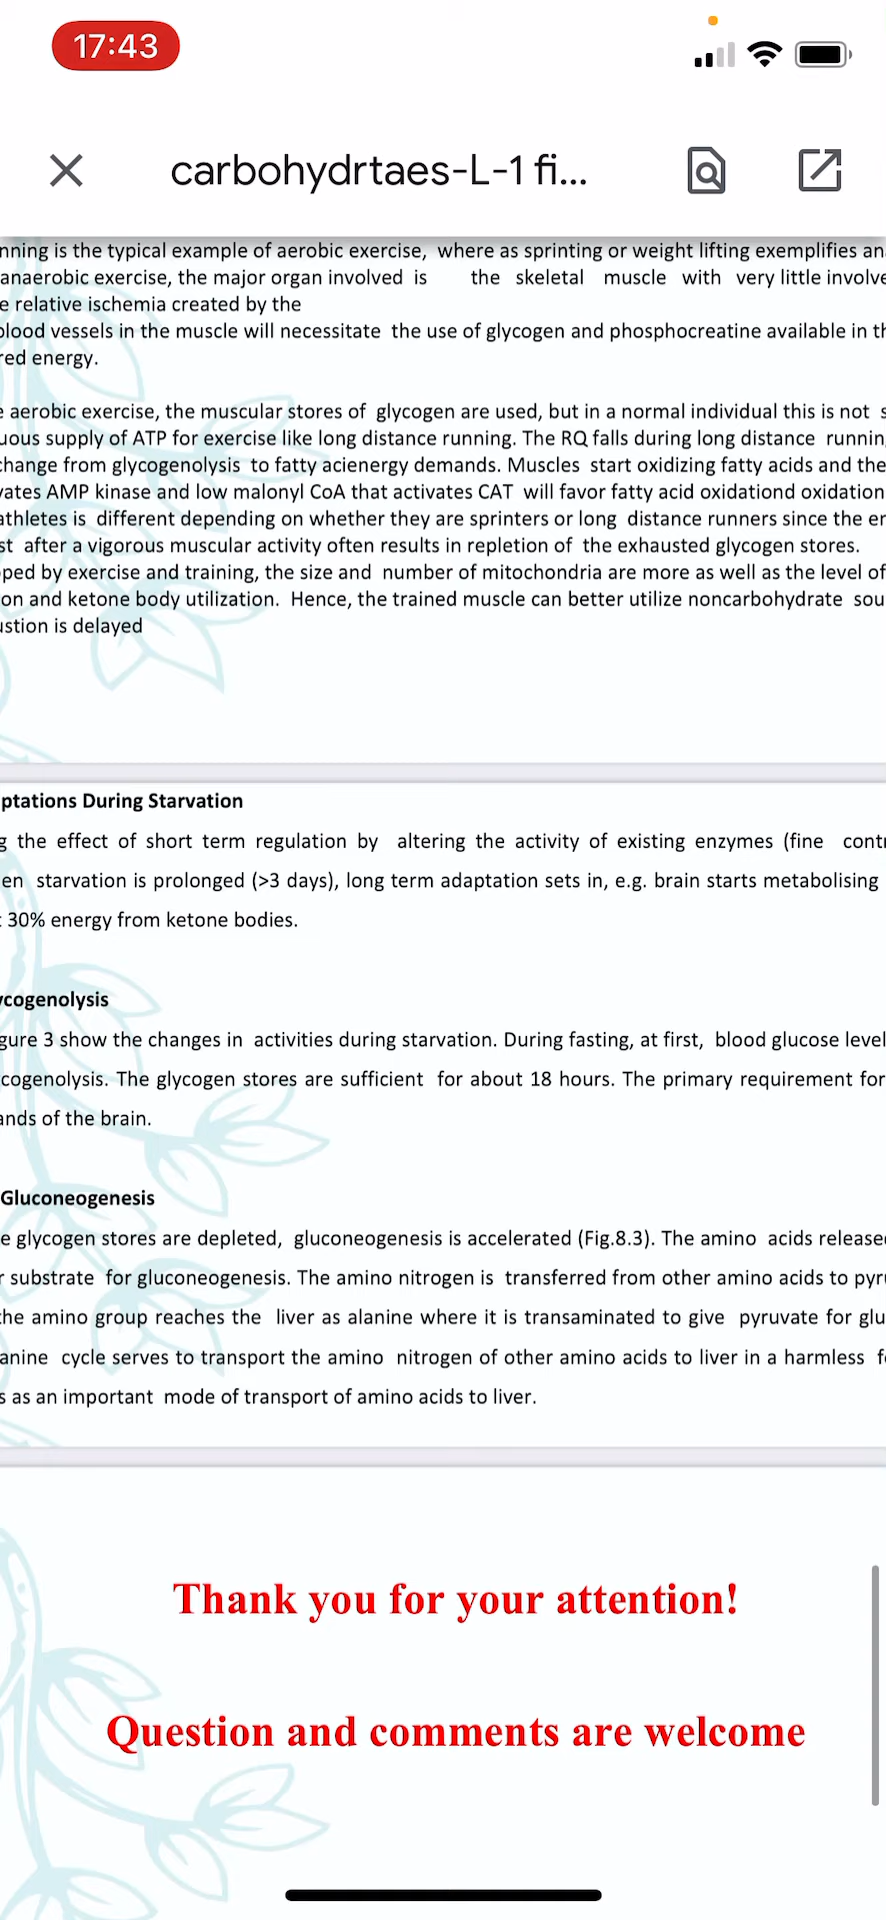 17:43
carbohydrtaes-L-1 fi...
nning is the typical example of aerobic exercise, where as sprinting or weight lifting exemplifies an
anaerobic exercise, the major organ involved is the skeletal muscle with very little involve
e relative ischemia created by the
blood vessels in the muscle will necessitate the use of glycogen and phosphocreatine available in th
red energy.
e aerobic exercise, the muscular stores of glycogen are used, but in a normal individual this is not s
uous supply of ATP for exercise like long distance running. The RQ falls during long distance runnin
change from glycogenolysis to fatty acienergy demands. Muscles start oxidizing fatty acids and the
vates AMP kinase and low malonyl CoA that activates CAT will favor fatty acid oxidationd oxidation
athletes is different depending on whether they are sprinters or long distance runners since the er
st after a vigorous muscular activity often results in repletion of the exhausted glycogen stores.
ped by exercise and training, the size and number of mitochondria are more as well as the level of
on and ketone body utilization. Hence, the trained muscle can better utilize noncarbohydrate sou
ustion is delayed
ptations During Starvation
g the effect of short term regulation by altering the activity of existing enzymes (fine contr
en starvation is prolonged (>3 days), long term adaptation sets in, e.g. brain starts metabolising
30% energy from ketone bodies.
ycogenolysis
gure 3 show the changes in activities during starvation. During fasting, at first, blood glucose level
cogenolysis. The glycogen stores are sufficient for about 18 hours. The primary requirement for
ands of the brain.
Gluconeogenesis
e glycogen stores are depleted, gluconeogenesis is accelerated (Fig.8.3). The amino acids release
r substrate for gluconeogenesis. The amino nitrogen is transferred from other amino acids to pyru
the amino group reaches the liver as alanine where it is transaminated to give pyruvate for glu
anine cycle serves to transport the amino nitrogen of other amino acids to liver in a harmless f
s as an important mode of transport of amino acids to liver.
Thank you for your attention!
Question and comments are welcome